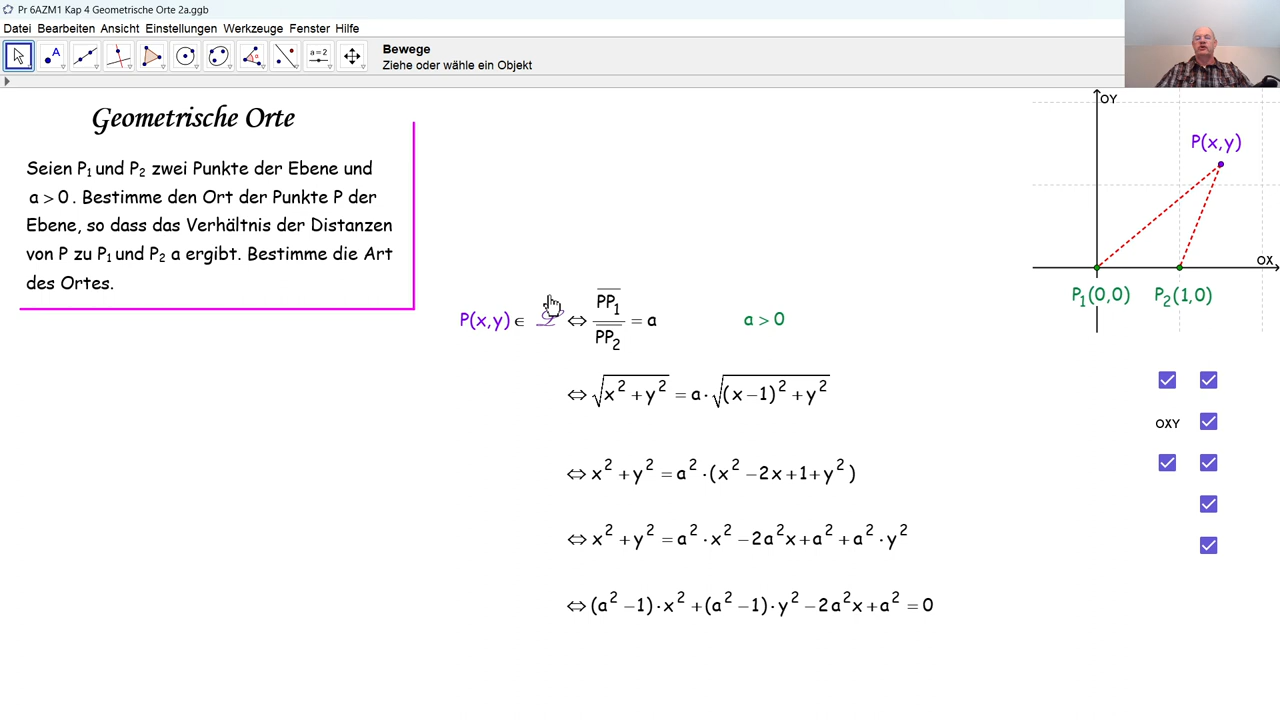 Pr 6AZM1 Kap 4 Geometrische Orte 2a.ggb
Datei Bearbeiten Ansicht Einstellungen Werkzeuge Fenster Hilfe
A
a=2
Bewege
Ziehe oder wähle ein Objekt
Geometrische Orte
Seien P₁ und P₂ zwei Punkte der Ebene und
a > 0 . Bestimme den Ort der Punkte P der
Ebene, so dass das Verhältnis der Distanzen
von P zu P₁ und P₂ a ergibt. Bestimme die Art
des Ortes.
OY
P(x,y)
OX
P₁(0,0) P₂(1,0)
P(x,y) ∈ ⇔ PP₁/PP₂ = a a > 0
⇔ √(x² + y²) = a · √((x−1)² + y²)
⇔ x² + y² = a² · (x² − 2x + 1 + y²)
⇔ x² + y² = a² · x² − 2a²x + a² + a² · y²
⇔ (a² − 1) · x² + (a² − 1) · y² − 2a²x + a² = 0
OXY